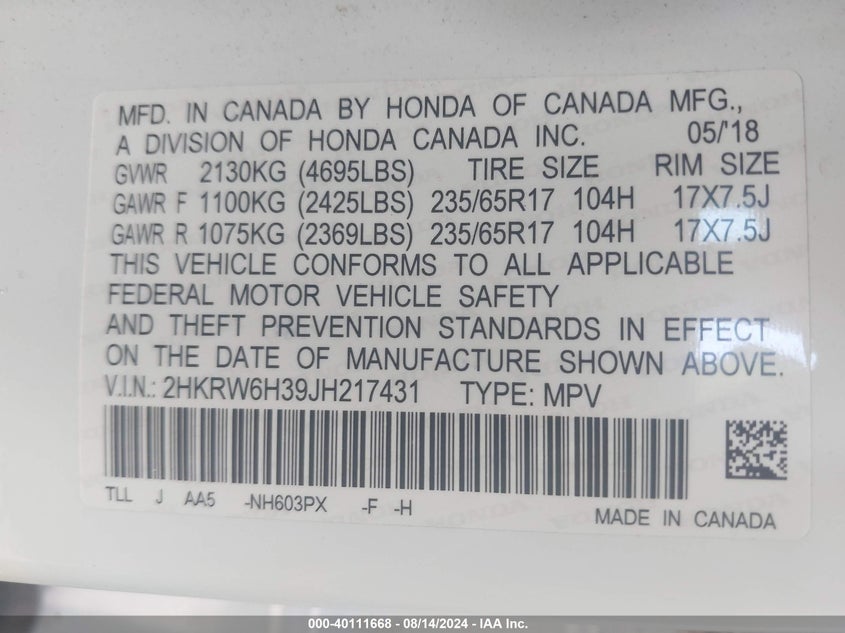 MFD. IN CANADA BY HONDA OF CANADA MFG.,
A DIVISION OF HONDA CANADA INC. 05/'18
GVWR 2130KG (4695LBS) TIRE SIZE RIM SIZE
GAWR F 1100KG (2425LBS) 235/65R17 104H 17X7.5J
GAWR R 1075KG (2369LBS) 235/65R17 104H 17X7.5J
THIS VEHICLE CONFORMS TO ALL APPLICABLE
FEDERAL MOTOR VEHICLE SAFETY
AND THEFT PREVENTION STANDARDS IN EFFECT
ON THE DATE OF MANUFACTURE SHOWN ABOVE.
V.I.N.: 2HKRW6H39JH217431 TYPE: MPV
TLL J AA5 -NH603PX -F -H
MADE IN CANADA
000-40111668 - 08/14/2024 - IAA Inc.